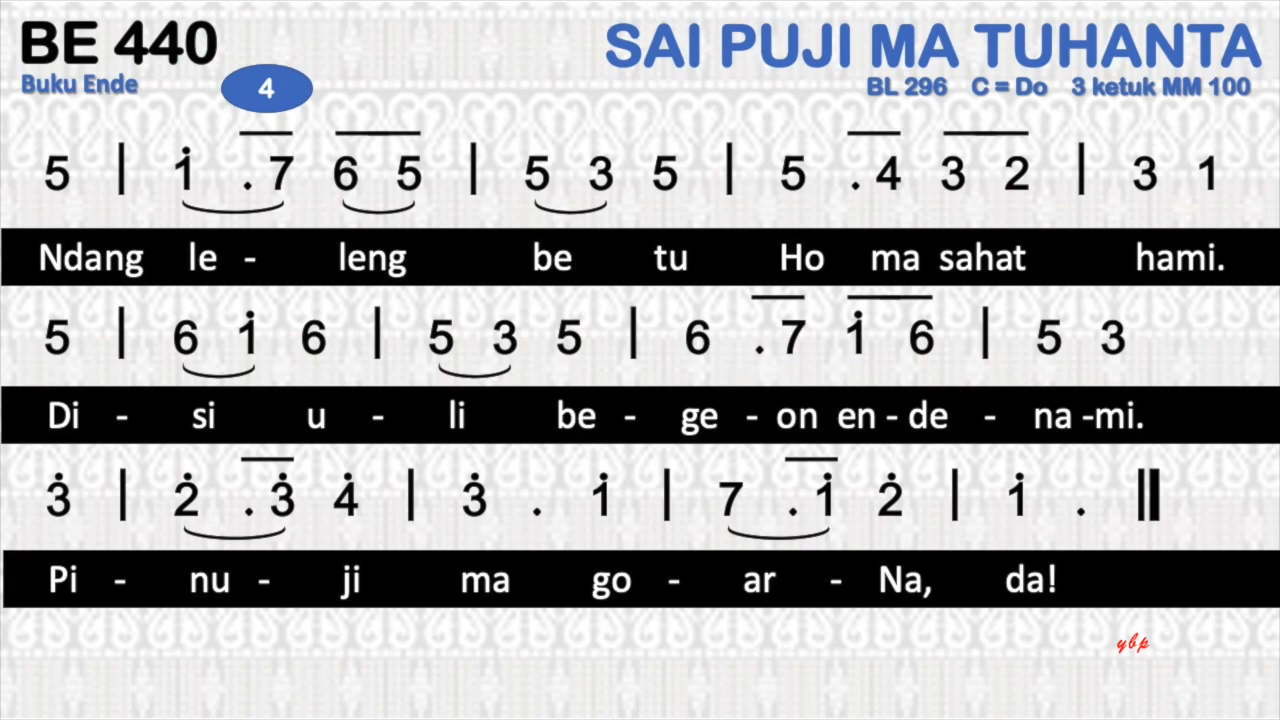 BE 440
SAI PUJI MA TUHANTA
Buku Ende
4
BL 296 C = Do 3 ketuk MM 100
5 | 1̇ . 7 6 5 | 5 3 5 | 5 . 4 3 2 | 3 1
Ndang le - leng be tu Ho ma sahat hami.
5 | 6 1̇ 6 | 5 3 5 | 6 . 7 1̇ 6 | 5 3
Di - si u - li be - ge - on en - de - na -mi.
3̇ | 2̇ . 3̇ 4̇ | 3̇ . 1̇ | 7 . 1̇ 2̇ | 1̇ . ||
Pi - nu - ji ma go - ar - Na, da!
ybp